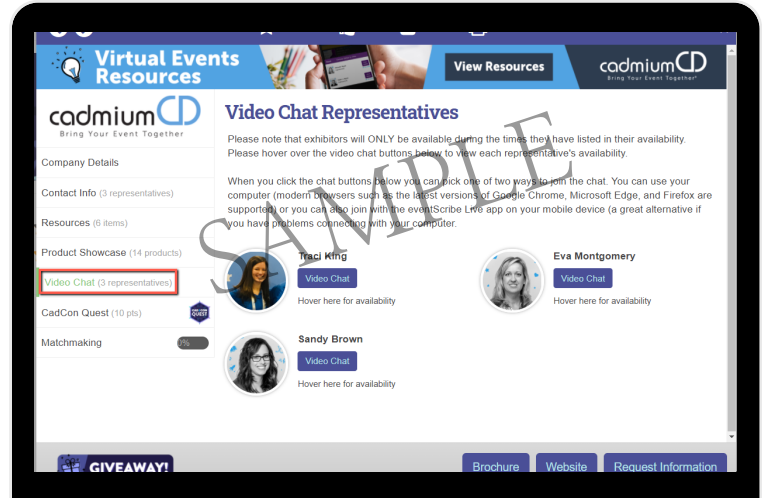 Virtual Events
Resources
View Resources
cadmiumCD
Bring Your Event Together®
cadmiumCD
Bring Your Event Together
Company Details
Contact Info (3 representatives)
Resources (6 items)
Product Showcase (14 products)
Video Chat (3 representatives)
CadCon Quest (10 pts)
QUEST
Matchmaking
0%
Video Chat Representatives
Please note that exhibitors will ONLY be available during the times they have listed in their availability.
Please hover over the video chat buttons below to view each representative's availability.
When you click the chat buttons below you can pick one of two ways to join the chat. You can use your
computer (modern browsers such as the latest versions of Google Chrome, Microsoft Edge, and Firefox are
supported) or you can also join with the eventScribe Live app on your mobile device (a great alternative if
you have problems connecting with your computer.
SAMPLE
Traci King
Video Chat
Hover here for availability
Eva Montgomery
Video Chat
Hover here for availability
Sandy Brown
Video Chat
Hover here for availability
GIVEAWAY!
Brochure
Website
Request Information